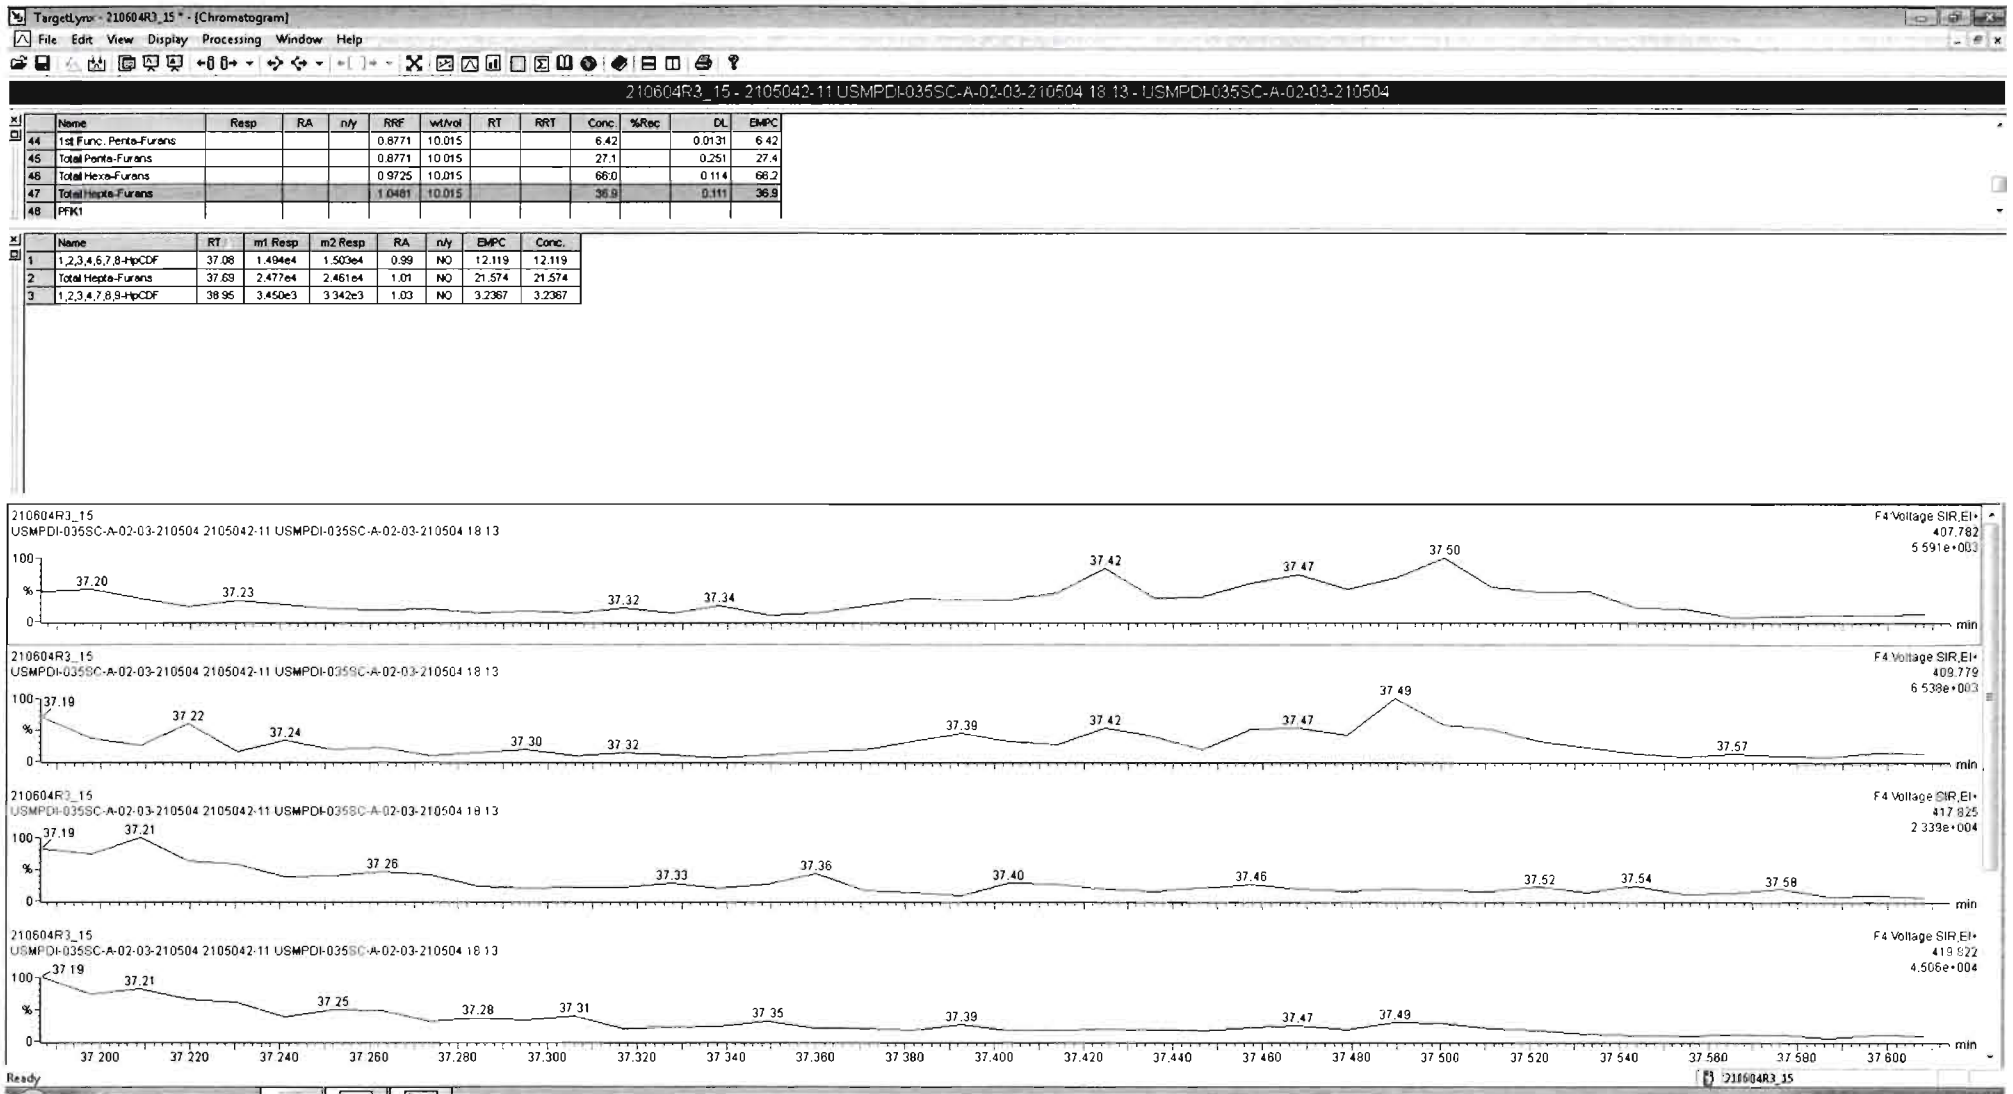 TargetLynx - 210604R3_15 * - [Chromatogram]
File Edit View Display Processing Window Help
210604R3_15 - 2105042-11 USMPDI-035SC-A-02-03-210504 18 13 - USMPDI-035SC-A-02-03-210504
Name Resp RA n/y RRF wt/vol RT RRT Conc. %Rec DL EMPC
44 1st Func. Penta-Furans 0.8771 10.015 6.42 0.0131 6 42
45 Total Penta-Furans 0.8771 10 015 27.1 0.251 27.4
46 Total Hexa-Furans 0 9725 10.015 66.0 0 114 66.2
47 Total Hepta-Furans 1.0481 10.015 36.9 0.111 36.9
48 PFK1
Name RT m1 Resp m2 Resp RA n/y EMPC Conc.
1 1,2,3,4,6,7,8-HpCDF 37.08 1.494e4 1.503e4 0.99 NO 12.119 12.119
2 Total Hepta-Furans 37.69 2.477e4 2.461e4 1.01 NO 21.574 21.574
3 1,2,3,4,7,8,9-HpCDF 38 95 3.450e3 3 342e3 1.03 NO 3.2367 3.2367
210604R3_15
USMPDI-035SC-A-02-03-210504 2105042-11 USMPDI-035SC-A-02-03-210504 18 13
F4 Voltage SIR,EI+
407.782
5 591e+003
100
%
0
37.20 37.23 37.32 37.34 37 42 37 47 37 50
min
210604R3_15
USMPDI-035SC-A-02-03-210504 2105042-11 USMPDI-035SC-A-02-03-210504 18 13
F4 Voltage SIR,EI+
409.779
6 538e+003
100
%
0
37.19 37 22 37.24 37 30 37 32 37.39 37 42 37.47 37 49 37.57
min
210604R3_15
USMPDI-035SC-A-02-03-210504 2105042-11 USMPDI-035SC-A-02-03-210504 18 13
F4 Voltage SIR,EI+
417 825
2 339e+004
100
%
0
37.19 37.21 37 26 37.33 37.36 37.40 37.46 37.52 37.54 37 58
min
210604R3_15
USMPDI-035SC-A-02-03-210504 2105042-11 USMPDI-035SC-A-02-03-210504 18 13
F4 Voltage SIR,EI+
419 822
4.506e+004
100
%
0
37 19 37.21 37 25 37.28 37 31 37 35 37.39 37.47 37.49
min
37 200 37 220 37 240 37 260 37.280 37.300 37.320 37 340 37.360 37 380 37.400 37.420 37.440 37 460 37 480 37 500 37 520 37 540 37 560 37 580 37 600
Ready
210604R3_15